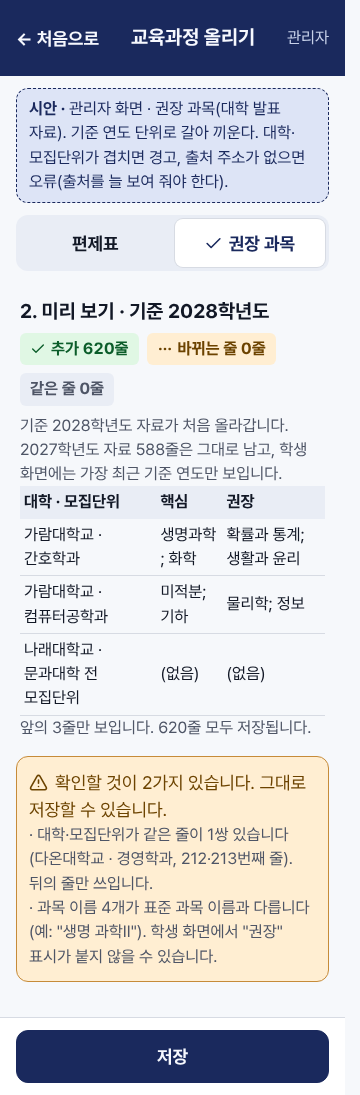 ← 처음으로 교육과정 올리기 관리자
시안 · 관리자 화면 · 권장 과목(대학 발표
자료). 기준 연도 단위로 갈아 끼운다. 대학·
모집단위가 겹치면 경고, 출처 주소가 없으면
오류(출처를 늘 보여 줘야 한다).
편제표 ✓ 권장 과목
2. 미리 보기 · 기준 2028학년도
✓ 추가 620줄 ··· 바뀌는 줄 0줄
같은 줄 0줄
기준 2028학년도 자료가 처음 올라갑니다.
2027학년도 자료 588줄은 그대로 남고, 학생
화면에는 가장 최근 기준 연도만 보입니다.
대학 · 모집단위 핵심 권장
가람대학교 · 생명과학 확률과 통계;
간호학과 ; 화학 생활과 윤리
가람대학교 · 미적분; 물리학; 정보
컴퓨터공학과 기하
나래대학교 ·
문과대학 전 (없음) (없음)
모집단위
앞의 3줄만 보입니다. 620줄 모두 저장됩니다.
확인할 것이 2가지 있습니다. 그대로
저장할 수 있습니다.
· 대학·모집단위가 같은 줄이 1쌍 있습니다
(다온대학교 · 경영학과, 212·213번째 줄).
뒤의 줄만 쓰입니다.
· 과목 이름 4개가 표준 과목 이름과 다릅니다
(예: "생명 과학II"). 학생 화면에서 "권장"
표시가 붙지 않을 수 있습니다.
저장